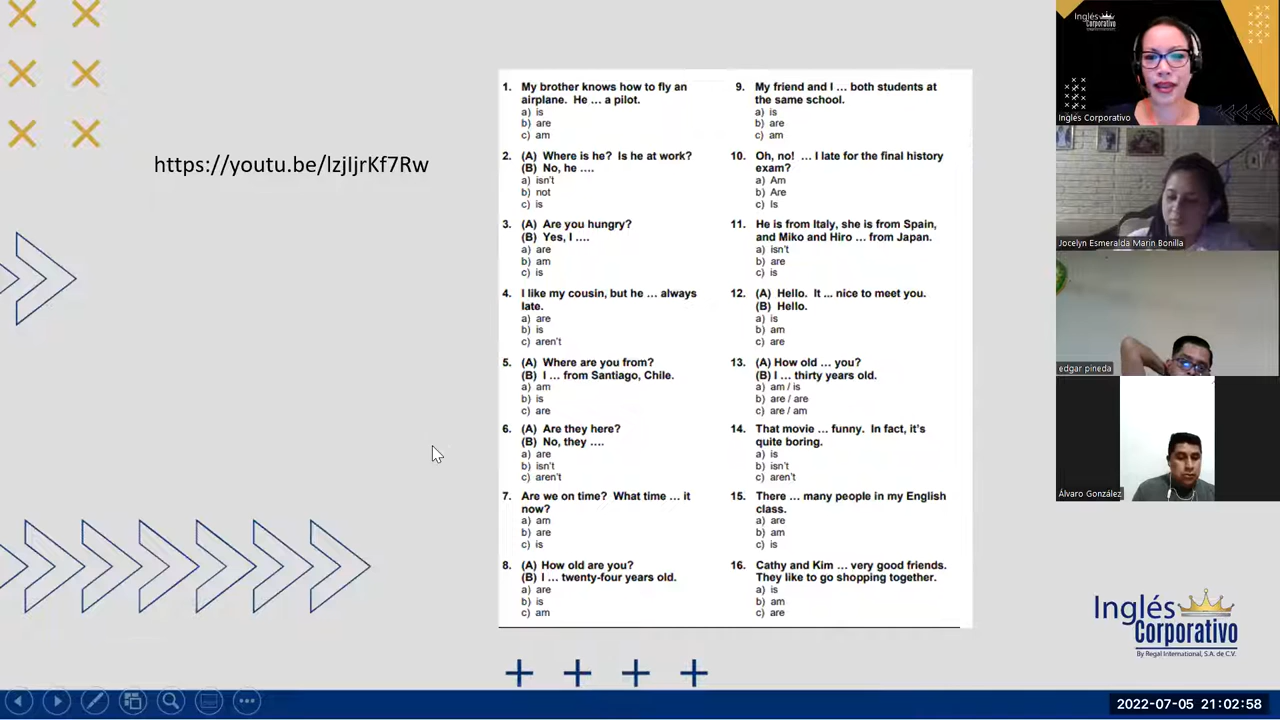 https://youtu.be/lzjIjrKf7Rw
1. My brother knows how to fly an
airplane. He ... a pilot.
a) is
b) are
c) am
2. (A) Where is he? Is he at work?
(B) No, he ....
a) isn't
b) not
c) is
3. (A) Are you hungry?
(B) Yes, I ....
a) are
b) am
c) is
4. I like my cousin, but he ... always
late.
a) are
b) is
c) aren't
5. (A) Where are you from?
(B) I ... from Santiago, Chile.
a) am
b) is
c) are
6. (A) Are they here?
(B) No, they ....
a) are
b) isn't
c) aren't
7. Are we on time? What time ... it
now?
a) am
b) are
c) is
8. (A) How old are you?
(B) I ... twenty-four years old.
a) are
b) is
c) am
9. My friend and I ... both students at
the same school.
a) is
b) are
c) am
10. Oh, no! ... I late for the final history
exam?
a) Am
b) Are
c) Is
11. He is from Italy, she is from Spain,
and Miko and Hiro ... from Japan.
a) isn't
b) are
c) is
12. (A) Hello. It ... nice to meet you.
(B) Hello.
a) is
b) am
c) are
13. (A) How old ... you?
(B) I ... thirty years old.
a) am / is
b) are / are
c) are / am
14. That movie ... funny. In fact, it's
quite boring.
a) is
b) isn't
c) aren't
15. There ... many people in my English
class.
a) are
b) am
c) is
16. Cathy and Kim ... very good friends.
They like to go shopping together.
a) is
b) am
c) are
Inglés
Corporativo
Inglés Corporativo
Jocelyn Esmeralda Marin Bonilla
edgar pineda
Álvaro González
Inglés
Corporativo
By Regal International, S.A. de C.V.
2022-07-05 21:02:58